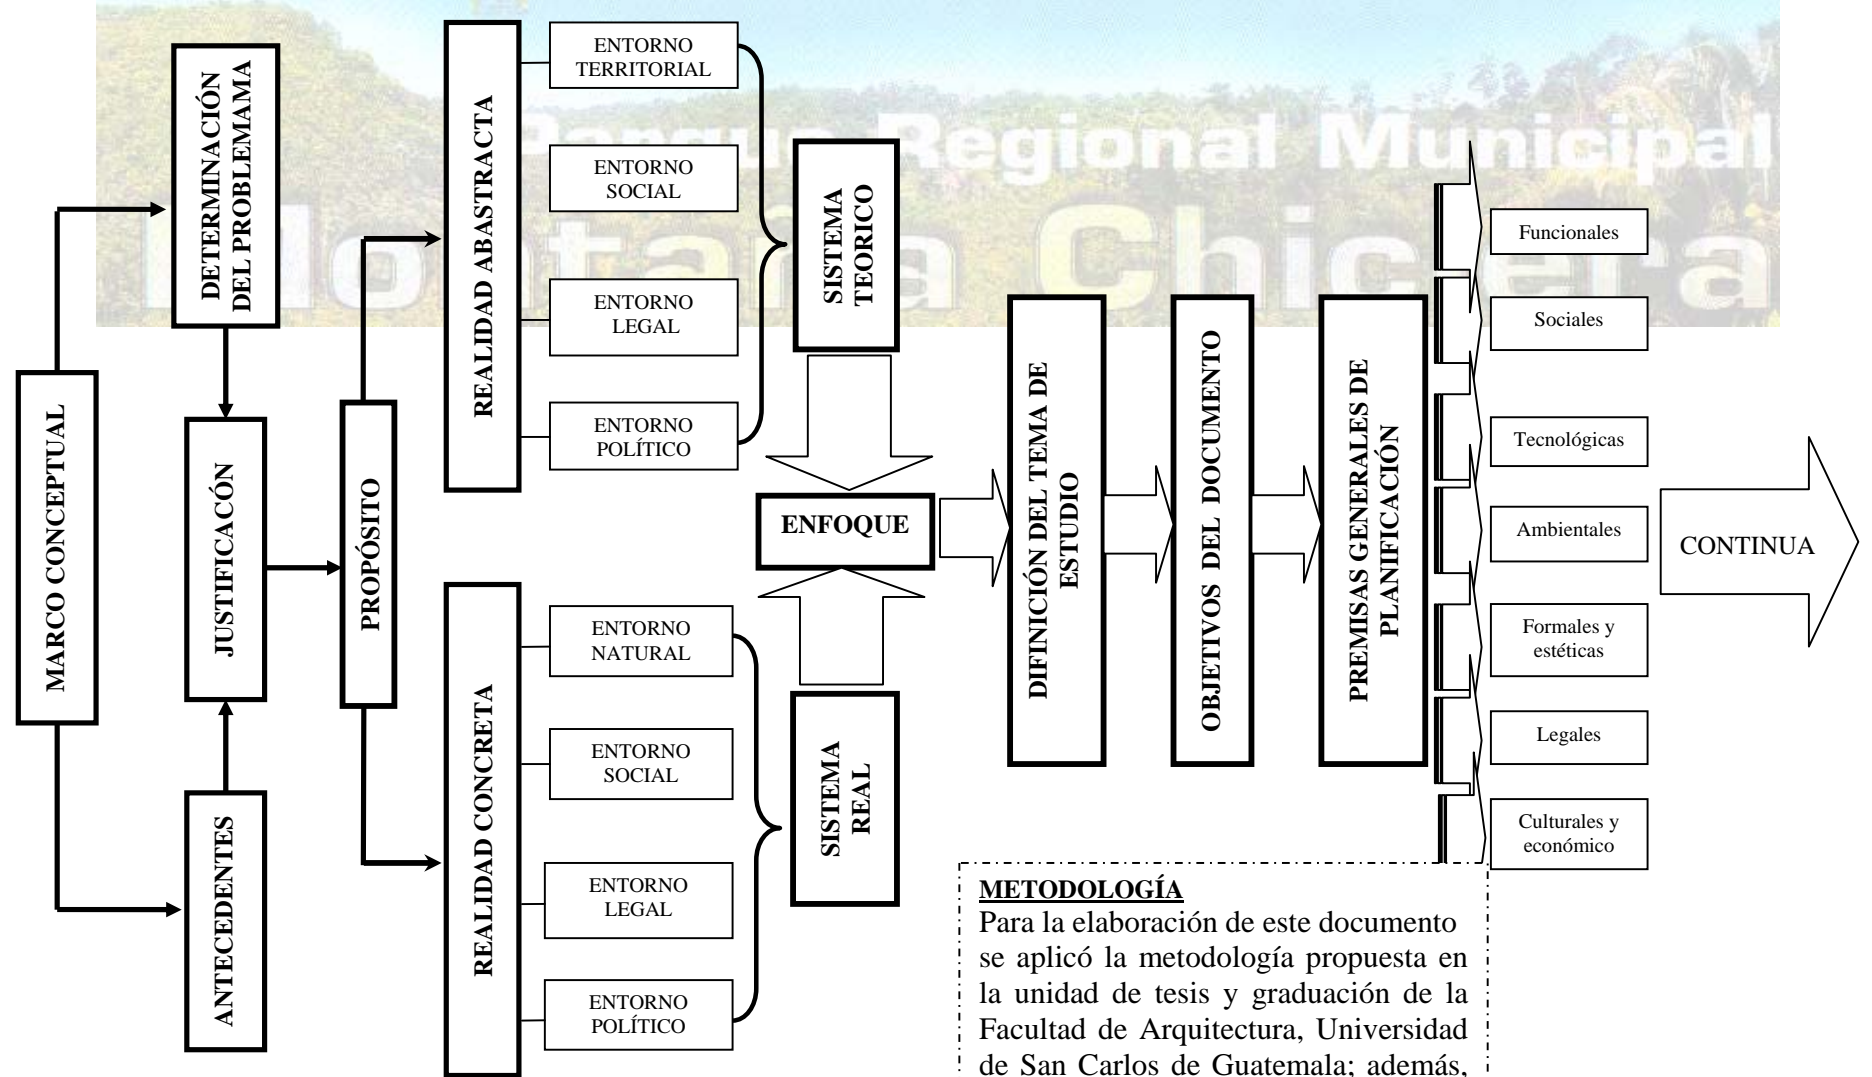 Parque Regional Municipal
Montaña Chiclera
MARCO CONCEPTUAL
DETERMINACIÓN
DEL PROBLEMAMA
JUSTIFICACÓN
ANTECEDENTES
PROPÓSITO
REALIDAD ABASTRACTA
ENTORNO
TERRITORIAL
ENTORNO
SOCIAL
ENTORNO
LEGAL
ENTORNO
POLÍTICO
SISTEMA
TEORICO
REALIDAD CONCRETA
ENTORNO
NATURAL
ENTORNO
SOCIAL
ENTORNO
LEGAL
ENTORNO
POLÍTICO
SISTEMA
REAL
ENFOQUE
DIFINICIÓN DEL TEMA DE
ESTUDIO
OBJETIVOS DEL DOCUMENTO
PREMISAS GENERALES DE
PLANIFICACIÓN
Funcionales
Sociales
Tecnológicas
Ambientales
Formales y
estéticas
Legales
Culturales y
económico
CONTINUA
METODOLOGÍA
Para la elaboración de este documento
se aplicó la metodología propuesta en
la unidad de tesis y graduación de la
Facultad de Arquitectura, Universidad
de San Carlos de Guatemala; además,